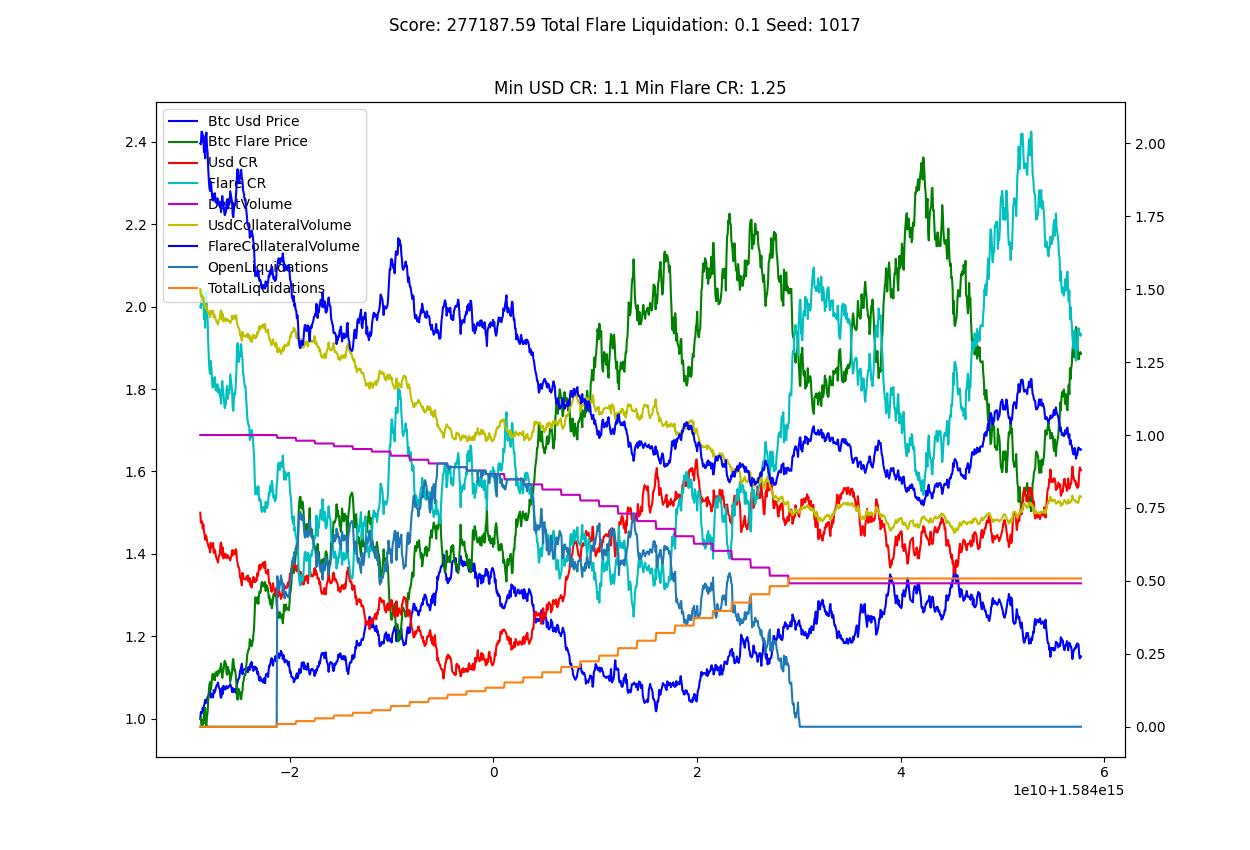 Score: 277187.59 Total Flare Liquidation: 0.1 Seed: 1017
Min USD CR: 1.1 Min Flare CR: 1.25
Btc Usd Price
Btc Flare Price
Usd CR
Flare CR
DebtVolume
UsdCollateralVolume
FlareCollateralVolume
OpenLiquidations
TotalLiquidations
2.4
2.2
2.0
1.8
1.6
1.4
1.2
1.0
2.00
1.75
1.50
1.25
1.00
0.75
0.50
0.25
0.00
−2
0
2
4
6
1e10+1.584e15